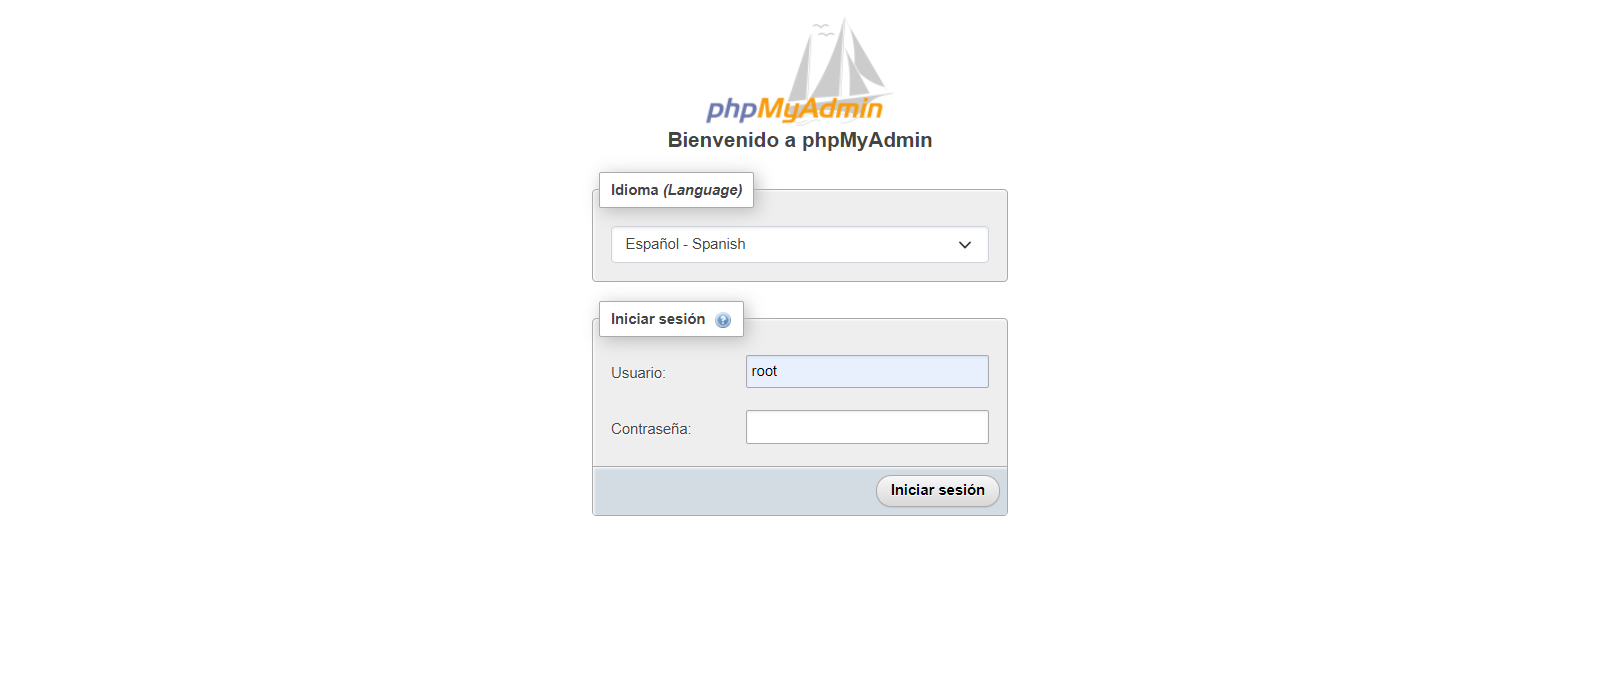 phpMyAdmin
Bienvenido a phpMyAdmin
Idioma (Language)
Español - Spanish
Iniciar sesión ?
Usuario: root
Contraseña:
Iniciar sesión